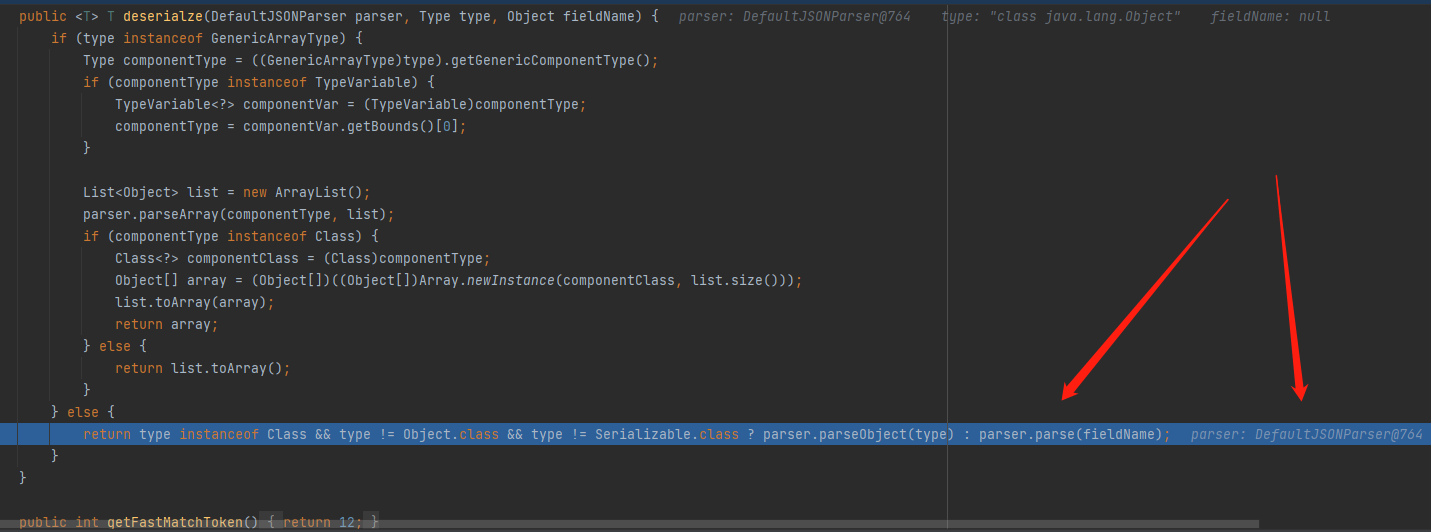 public <T> T deserialze(DefaultJSONParser parser, Type type, Object fieldName) {  parser: DefaultJSONParser@764    type: "class java.lang.Object"    fieldName: null
    if (type instanceof GenericArrayType) {
        Type componentType = ((GenericArrayType)type).getGenericComponentType();
        if (componentType instanceof TypeVariable) {
            TypeVariable<?> componentVar = (TypeVariable)componentType;
            componentType = componentVar.getBounds()[0];
        }
        List<Object> list = new ArrayList();
        parser.parseArray(componentType, list);
        if (componentType instanceof Class) {
            Class<?> componentClass = (Class)componentType;
            Object[] array = (Object[])((Object[])Array.newInstance(componentClass, list.size()));
            list.toArray(array);
            return array;
        } else {
            return list.toArray();
        }
    } else {
        return type instanceof Class && type != Object.class && type != Serializable.class ? parser.parseObject(type) : parser.parse(fieldName);  parser: DefaultJSONParser@764
    }
}
public int getFastMatchToken() { return 12; }